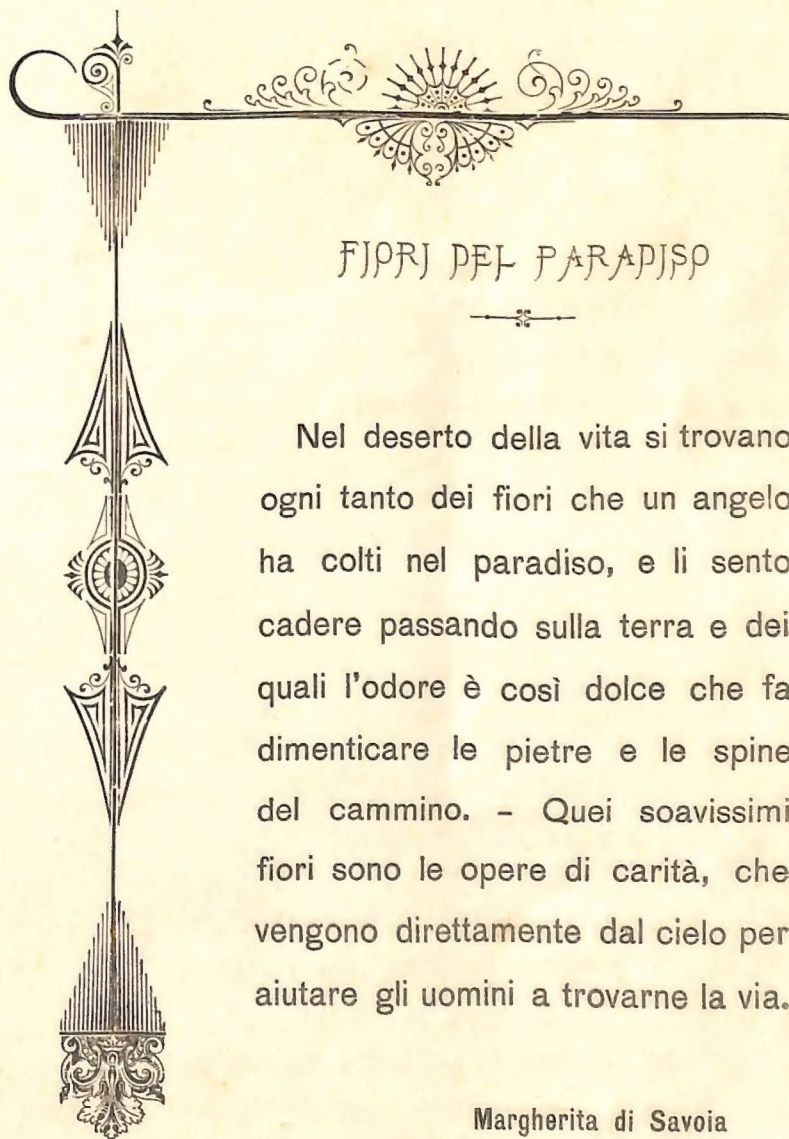 FIORI DEL PARADISO
Nel deserto della vita si trovano
ogni tanto dei fiori che un angelo
ha colti nel paradiso, e li sento
cadere passando sulla terra e dei
quali l'odore è così dolce che fa
dimenticare le pietre e le spine
del cammino. – Quei soavissimi
fiori sono le opere di carità, che
vengono direttamente dal cielo per
aiutare gli uomini a trovarne la via.
Margherita di Savoia